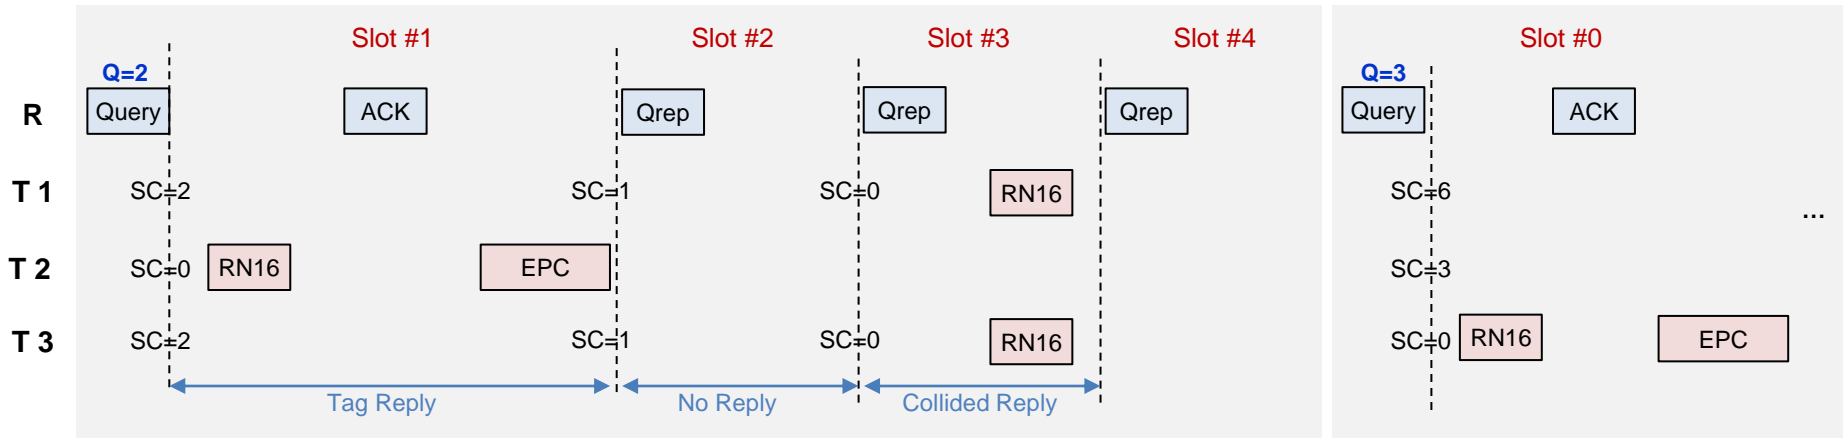 Slot #1 Slot #2 Slot #3 Slot #4 Slot #0
Q=2 Q=3
R Query ACK Qrep Qrep Qrep Query ACK
T 1 SC=2 SC=1 SC=0 RN16 SC=6
...
T 2 SC=0 RN16 EPC SC=3
T 3 SC=2 SC=1 SC=0 RN16 SC=0 RN16 EPC
Tag Reply No Reply Collided Reply